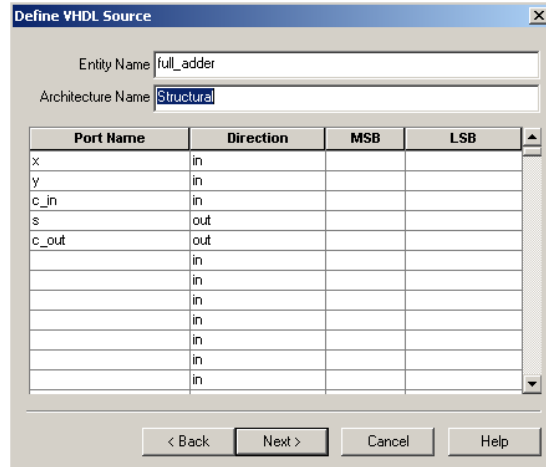 Define VHDL Source
Entity Name full_adder
Architecture Name Structural
Port Name Direction MSB LSB
x in
y in
c_in in
s out
c_out out
in
in
in
in
in
in
in
< Back Next > Cancel Help